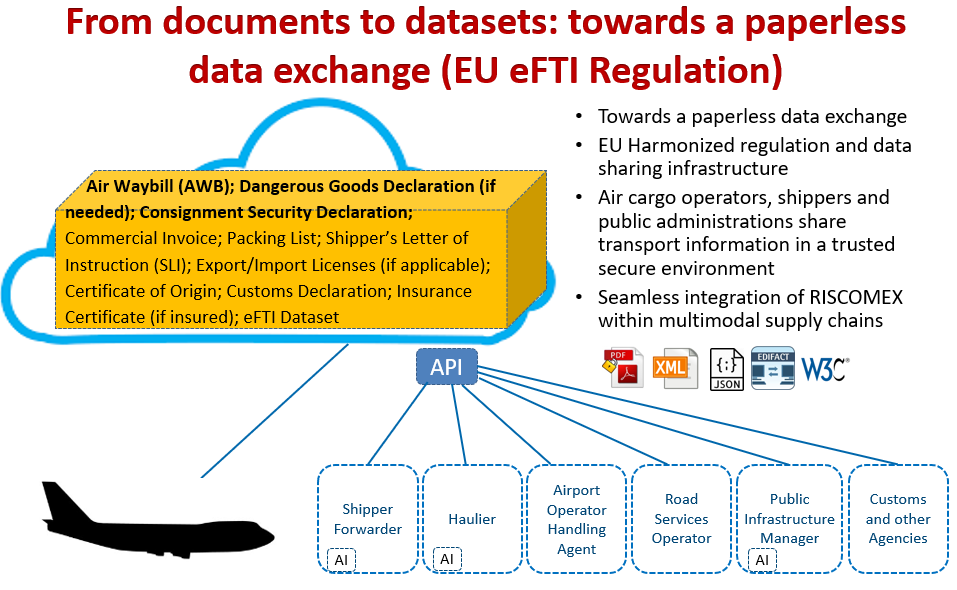 From documents to datasets: towards a paperless
data exchange (EU eFTI Regulation)
Air Waybill (AWB); Dangerous Goods Declaration (if
needed); Consignment Security Declaration;
Commercial Invoice; Packing List; Shipper's Letter of
Instruction (SLI); Export/Import Licenses (if applicable);
Certificate of Origin; Customs Declaration; Insurance
Certificate (if insured); eFTI Dataset
• Towards a paperless data exchange
• EU Harmonized regulation and data
sharing infrastructure
• Air cargo operators, shippers and
public administrations share
transport information in a trusted
secure environment
• Seamless integration of RISCOMEX
within multimodal supply chains
PDF
XML
{;}
JSON
EDIFACT
W3C®
API
Shipper
Forwarder
AI
Haulier
AI
Airport
Operator
Handling
Agent
Road
Services
Operator
Public
Infrastructure
Manager
AI
Customs
and other
Agencies